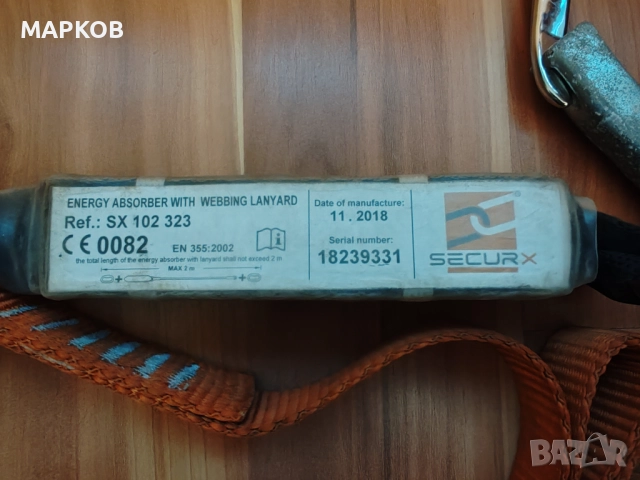 МАРКОВ
ENERGY ABSORBER WITH WEBBING LANYARD
Ref.: SX 102 323
CE 0082 EN 355:2002
the total length of the energy absorber with lanyard shall not exceed 2 m
MAX 2 m
Date of manufacture:
11 . 2018
Serial number:
18239331
®
SECURX
BAZAR